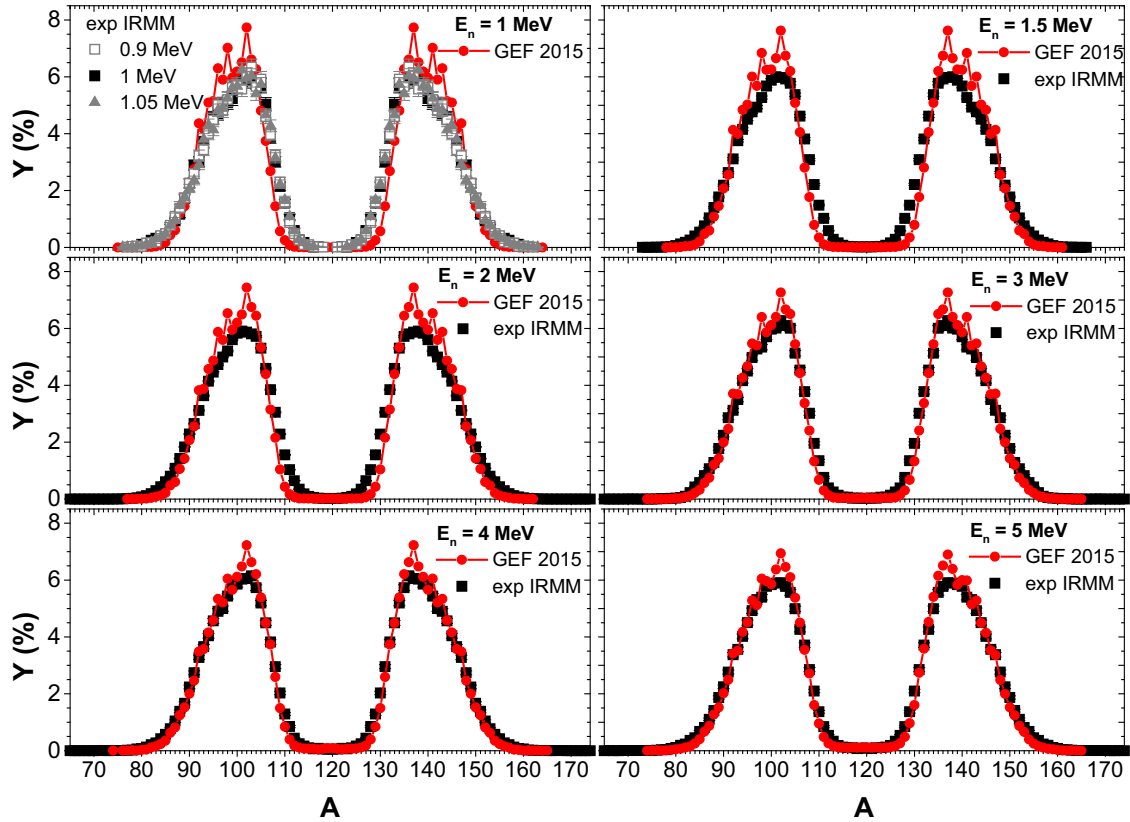 exp IRMM
0.9 MeV
1 MeV
1.05 MeV
E_n = 1 MeV
GEF 2015
E_n = 1.5 MeV
GEF 2015
exp IRMM
Y (%)
8
6
4
2
0
E_n = 2 MeV
GEF 2015
exp IRMM
E_n = 3 MeV
GEF 2015
exp IRMM
Y (%)
8
6
4
2
0
E_n = 4 MeV
GEF 2015
exp IRMM
E_n = 5 MeV
GEF 2015
exp IRMM
Y (%)
8
6
4
2
0
70 80 90 100 110 120 130 140 150 160 170
70 80 90 100 110 120 130 140 150 160 170
A
A